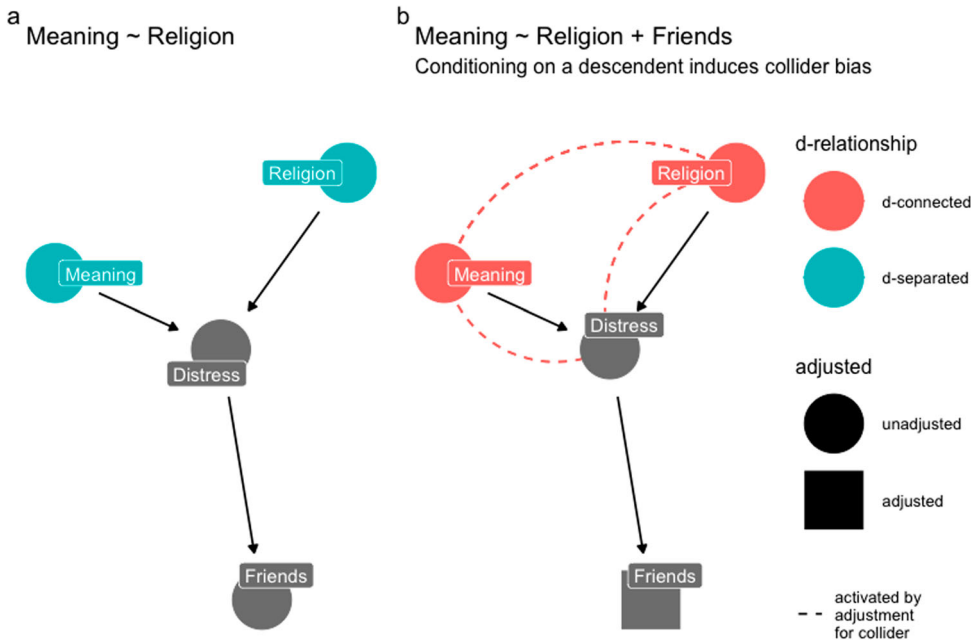 a
Meaning ~ Religion
Religion
Meaning
Distress
Friends
b
Meaning ~ Religion + Friends
Conditioning on a descendent induces collider bias
Religion
Meaning
Distress
Friends
d-relationship
d-connected
d-separated
adjusted
unadjusted
adjusted
activated by
adjustment
for collider